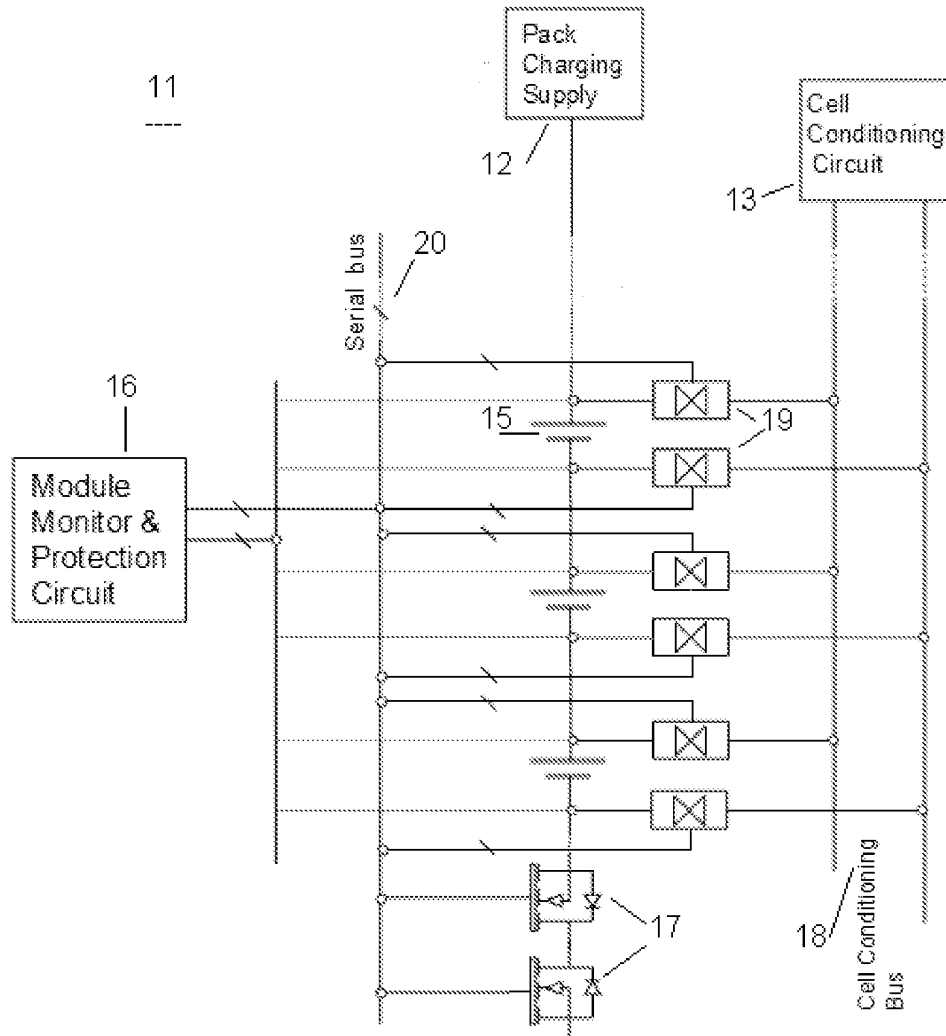 11
Pack
Charging
Supply
12
Cell
Conditioning
Circuit
13
Serial bus
20
16
Module
Monitor &
Protection
Circuit
15
19
17
18
Cell Conditioning
Bus